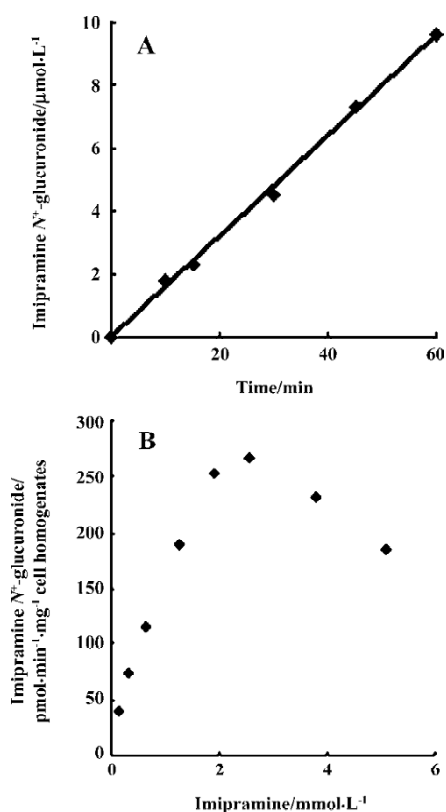 A
10
8
6
4
2
0
20
40
60
Time/min
Imipramine N⁺-glucuronide/μmol·L⁻¹
B
300
250
200
150
100
50
0
0
2
4
6
Imipramine/mmol·L⁻¹
Imipramine N⁺-glucuronide/
pmol·min⁻¹·mg⁻¹ cell homogenates